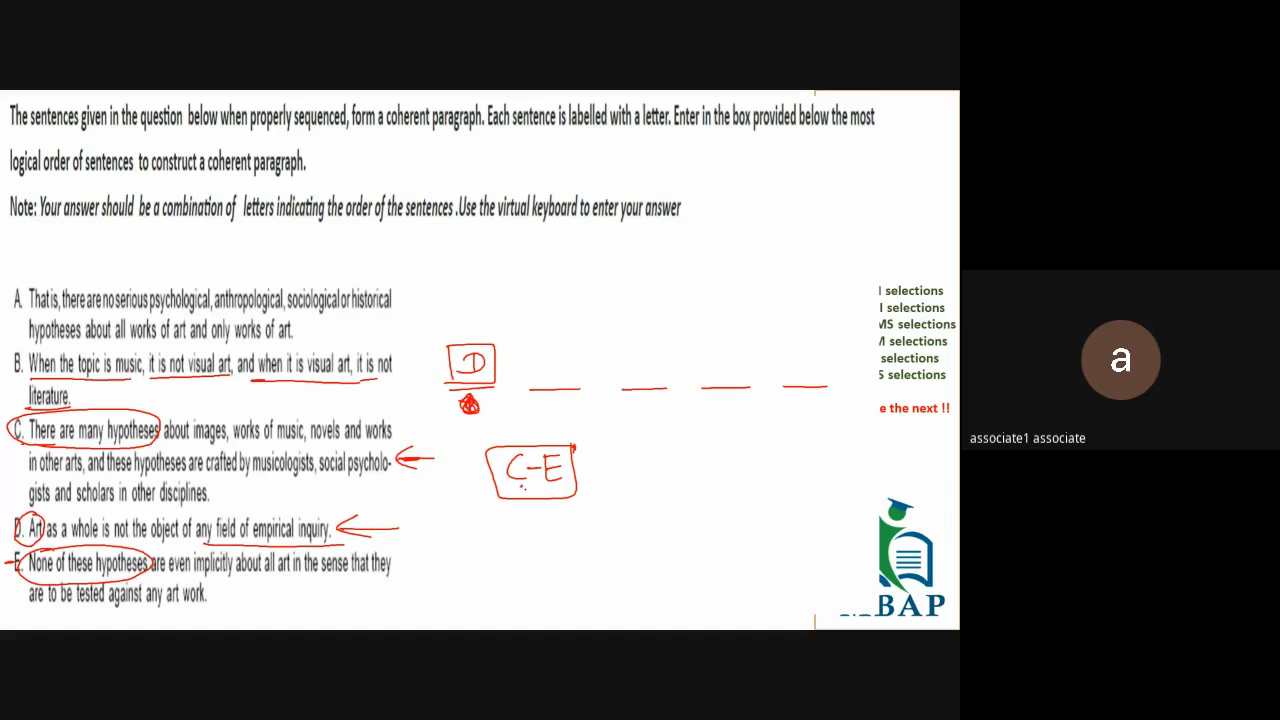 The sentences given in the question below when properly sequenced, form a coherent paragraph. Each sentence is labelled with a letter. Enter in the box provided below the most
logical order of sentences to construct a coherent paragraph.
Note: Your answer should be a combination of letters indicating the order of the sentences .Use the virtual keyboard to enter your answer
A. That is, there are no serious psychological, anthropological, sociological or historical
hypotheses about all works of art and only works of art.
B. When the topic is music, it is not visual art, and when it is visual art, it is not
literature.
C. There are many hypotheses about images, works of music, novels and works
in other arts, and these hypotheses are crafted by musicologists, social psycholo-
gists and scholars in other disciplines.
D. Art as a whole is not the object of any field of empirical inquiry.
E. None of these hypotheses are even implicitly about all art in the sense that they
are to be tested against any art work.
D
C-E
selections
selections
MS selections
selections
selections
selections
e the next !!
BAP
a
associate1 associate